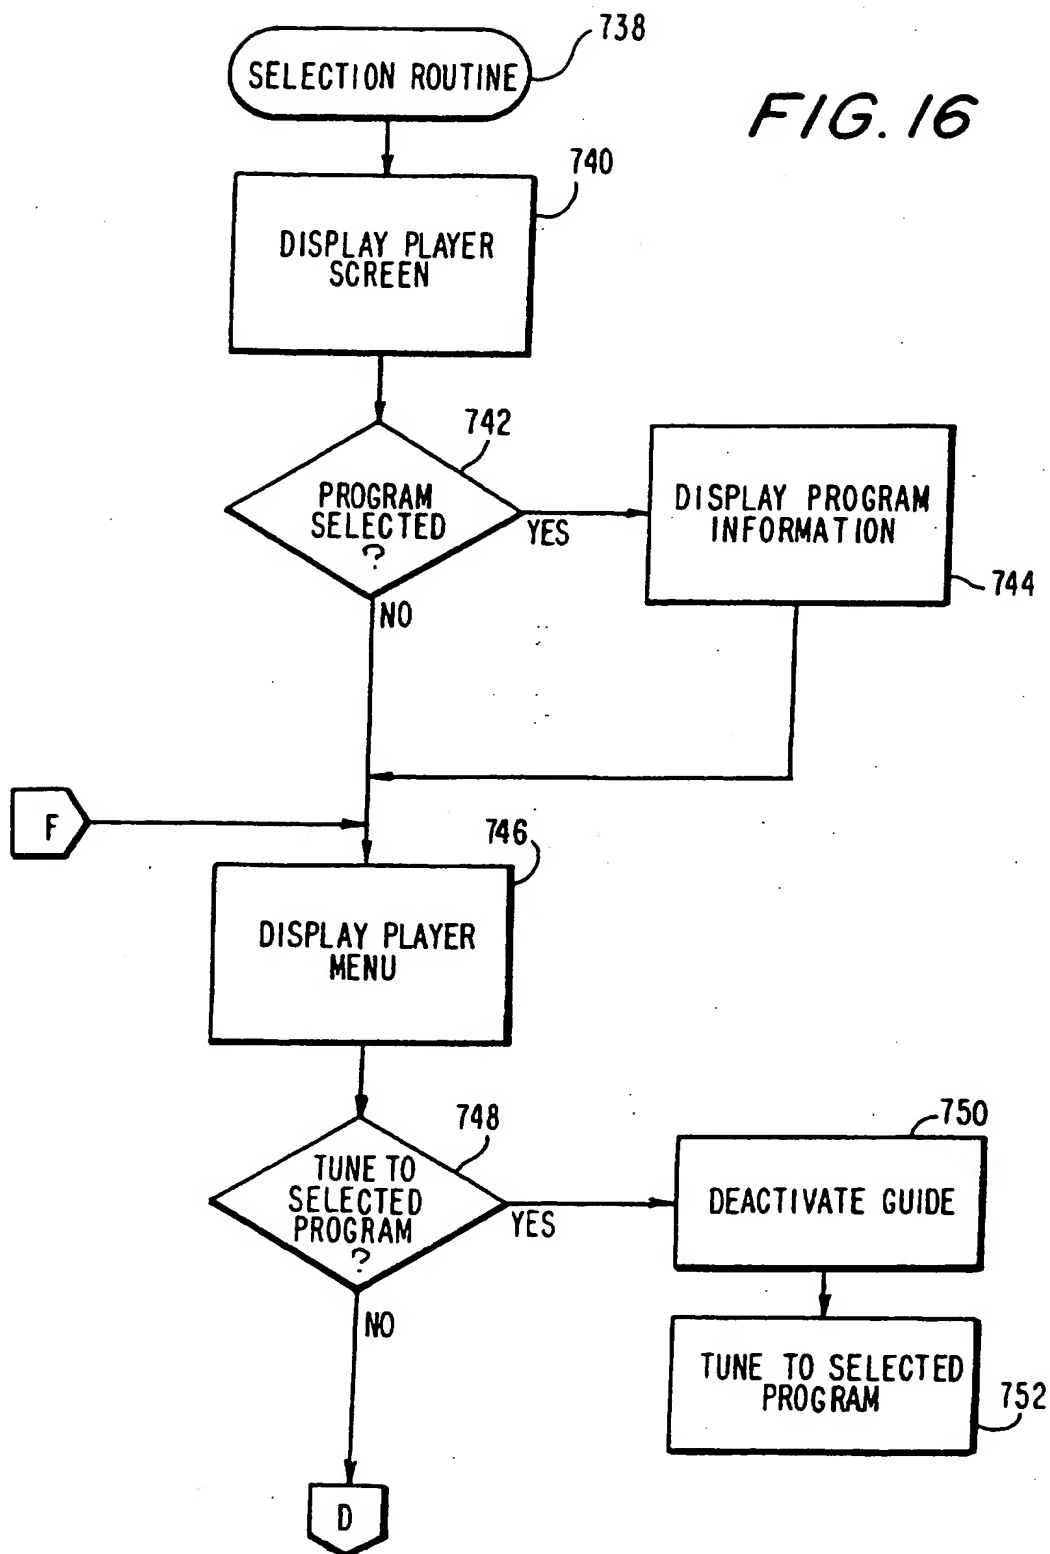 738
SELECTION ROUTINE
FIG. 16
740
DISPLAY PLAYER
SCREEN
742
PROGRAM
SELECTED
?
YES
NO
DISPLAY PROGRAM
INFORMATION
744
F
746
DISPLAY PLAYER
MENU
748
TUNE TO
SELECTED
PROGRAM
?
YES
NO
750
DEACTIVATE GUIDE
TUNE TO SELECTED
PROGRAM
752
D